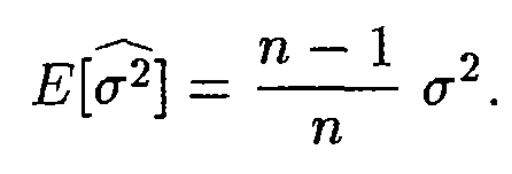 $E[\widehat{\sigma^2}] = \frac{n-1}{n} \sigma^2.$